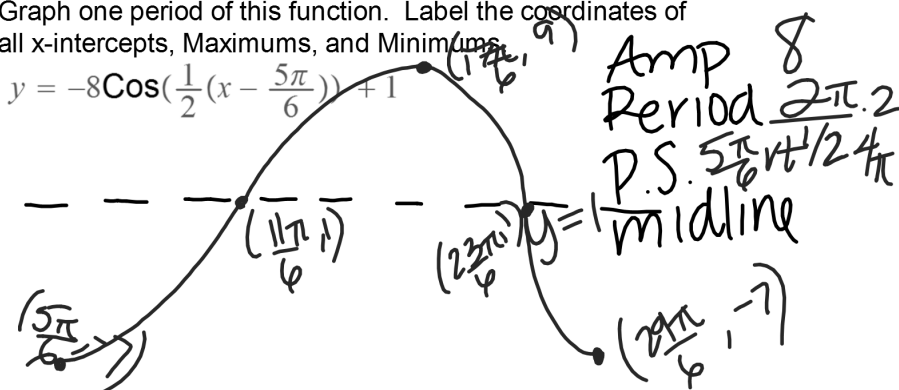 Graph one period of this function. Label the coordinates of
all x-intercepts, Maximums, and Minimums.
y = −8Cos(1/2(x − 5π/6)) + 1
(17π/6, 9)
Amp 8
Period 2π·2/1/2 4π
P.S. 5π/6 rt
y=1 midline
(11π/6, 1)
(23π/6, 1)
(5π/6, -7)
(29π/6, -7)